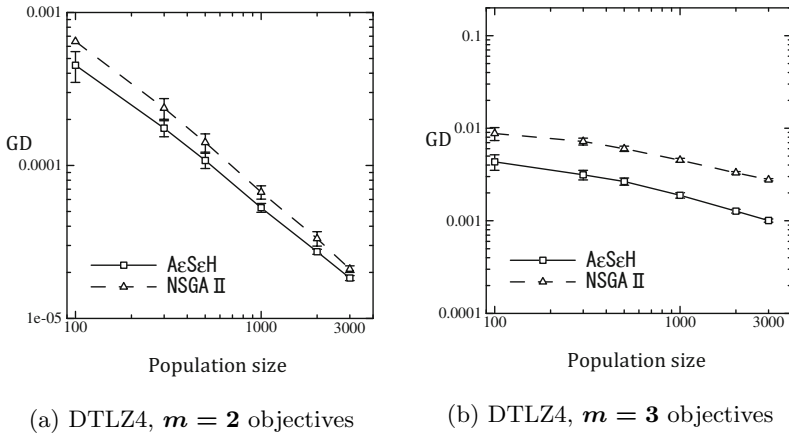 0.001
GD
0.0001
1e-05
AεSεH
NSGA II
100
1000
3000
Population size
(a) DTLZ4, m = 2 objectives
0.1
GD
0.01
0.001
0.0001
AεSεH
NSGA II
100
1000
3000
Population size
(b) DTLZ4, m = 3 objectives